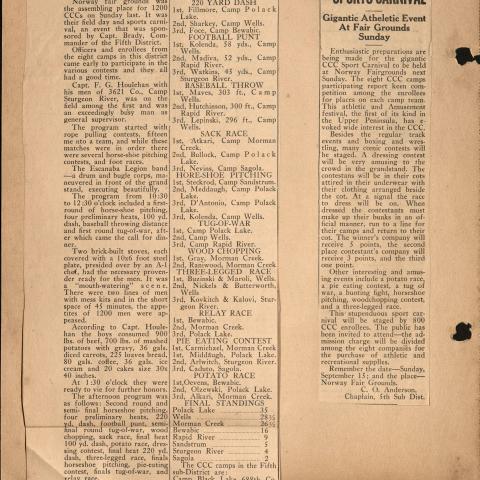 Norway fair grounds was
the assembling place for 1200
CCCs on Sunday last. It was
their field day and sports carni-
val, an event that was spon-
sored by Capt. Brady, Com-
mander of the Fifth District.
Officers and enrollees from
the eight camps in this district
came early to participate in the
various contests and they all
had a good time.
Capt. F. G. Houlehan with
his men of 3621 Co., Camp
Sturgeon River, was on the
field among the first and was
an exceedingly busy man as
general supervisor.
The program started with
rope pulling contests, fifteen
men to a team, and while these
matches were in order there
were several horse-shoe pitching
contests, and foot races.
The Escanaba Legion band
—a drum and bugle corps, ma-
neuvered in front of the grand
stand, executing beautifully.
The program from 10:30
to 12:30 o'clock included a first-
round of horse-shoe pitching,
four preliminary heats, 100 yd.
dash, baseball throwing distance
and first round tug-of-war, aft-
er which came the call for din-
ner.
Two brick-built stoves, each
covered with a 10x6 foot steel
plate, presided over by an A-1
chef, had the necessary proven-
der ready for the men. It was
a "mouth-watering" scene.
There were two lines of men
with mess kits and in the short
space of 45 minutes, the appe-
tites of 1200 men were ap-
peased.
According to Capt. Houle-
han the boys consumed 900
lbs. of beef, 700 lbs. of mashed
potatoes with gravy, 36 gals.
diced carrots, 225 loaves bread,
80 gals. coffee, 36 gals. ice
cream and 20 cakes size 30x
40 inches.
At 1:30 o'clock they were
ready to vie for further honors.
The afternoon program was
as follows: Second round and
semi-final horseshoe pitching,
four preliminary heats, 220
yd. dash, football punt, semi-
final round tug-of-war, wood
chopping, sack race, final heat
100 yd. dash, potato race, dres-
sing contest, final heat 220 yd.
dash, three-legged race, finals
horseshoe pitching, pie-eating
contest, finals tug-of-war, and
relay race.
220 YARD DASH
1st, Fillmore, Camp Polack
Lake.
2nd, Sharkey, Camp Wells.
3rd, Foce, Camp Bewabic.
FOOTBALL PUNT
1st, Kolenda, 58 yds., Camp
Wells.
2nd, Madiva, 52 yds., Camp
Rapid River.
3rd, Watkins, 45 yds., Camp
Sturgeon River.
BASEBALL THROW
1st, Maves, 303 ft., Camp
Wells.
2nd, Hutchinson, 300 ft., Camp
Rapid River.
3rd, Lepinski, 296 ft., Camp
Wells.
SACK RACE
1st, Atkari, Camp Morman
Creek.
2nd, Bullock, Camp Polack
Lake.
3rd, Nevins, Camp Sagola.
HORE-SHOE PITCHING
1st, Steckrod, Camp Sandstrum.
2nd, Meddaugh, Camp Polack
Lake.
3rd, D'Antonio, Camp Polack
Lake.
3rd, Kolenda, Camp Wells.
TUG-OF-WAR
1st, Camp Polack Lake.
2nd, Camp Wells.
3rd, Camp Rapid River.
WOOD CHOPPING
1st, Gray, Morman Creek.
2nd, Raniwood, Morman Creek.
THREE-LEGGED RACE
1st, Buzinski & Maroti, Wells.
2nd, Nickels & Butterworth,
Wells.
3rd, Kovkitch & Kalovi, Stur-
geon River.
RELAY RACE
1st, Bewabic.
2nd, Morman Creek.
3rd, Polack Lake.
PIE EATING CONTEST
1st, Carmichael, Morman Creek
1st, Middaugh, Polack Lake.
2nd, Arlwitch, Sturgeon River.
3rd, Caduto, Sagola.
POTATO RACE
1st, Oevens, Bewabic.
2nd, Olzewski, Polack Lake.
3rd, Alkari, Morman Creek.
FINAL STANDINGS
Polack Lake 35
Wells 28½
Morman Creek 26½
Bewabic 16
Rapid River 9
Sandstrum 5
Sturgeon River 4
Sagola 2
The CCC camps in the Fifth
sub-District are:
SPORTS CARNIVAL
Gigantic Atheletic Event
At Fair Grounds
Sunday
Enthusiastic preparations are
being made for the gigantic
CCC Sport Carnival to be held
at Norway Fairgrounds next
Sunday. The eight CCC camps
participating report keen compe-
tition among the enrollees
for places on each camp team.
This athletic and Amusement
festival, the first of its kind in
the Upper Peninsula, has e-
voked wide interest in the CCC.
Besides the regular track
events and boxing and wres-
tling, many comic contests will
be staged. A dressing contest
will be very amusing to the
crowd in the grandstand. The
contestants will be in their cots
attired in their underwear with
their clothing arranged beside
the cot. At a signal the race
to dress will be on. When
dressed the contestants must
make up their bunks in an of-
ficial manner, run to a line for
their camps and return to their
cot. The winner's company will
receive 5 points, the second
place contestant's company will
receive 3 points, and the third
one point.
Other interesting and amus-
ing events include a potato race,
a pie eating contest, a tug of
war, a hunting fight, horseshoe
pitching, woodchopping contest,
and a three-legged race.
This stupendous sport car-
nival will be staged by 800
CCC enrollees. The public has
been invited to attend—the ad-
mission charge will be divided
among the eight companies for
the purchase of athletic and
recreational supplies.
Remember the date—Sunday,
September 15; and the place—
Norway Fair Grounds.
C. O. Anderson,
Chaplain, 5th Sub Dist.